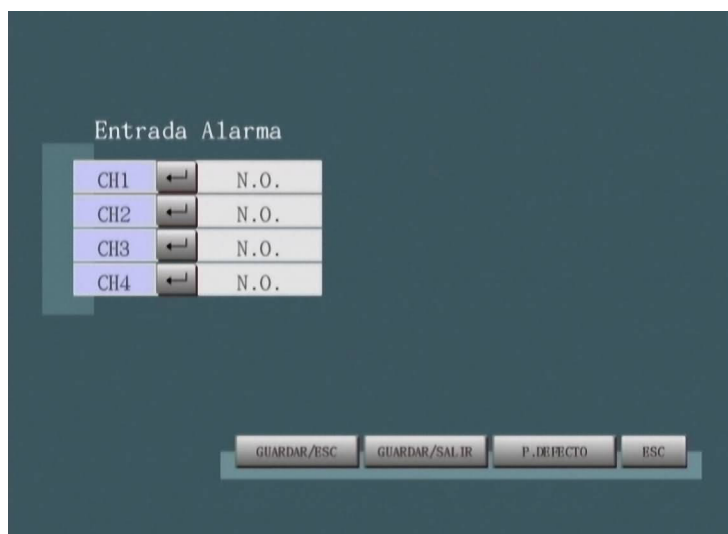 Entrada Alarma
CH1 N.O.
CH2 N.O.
CH3 N.O.
CH4 N.O.
GUARDAR/ESC GUARDAR/SALIR P.DEFECTO ESC